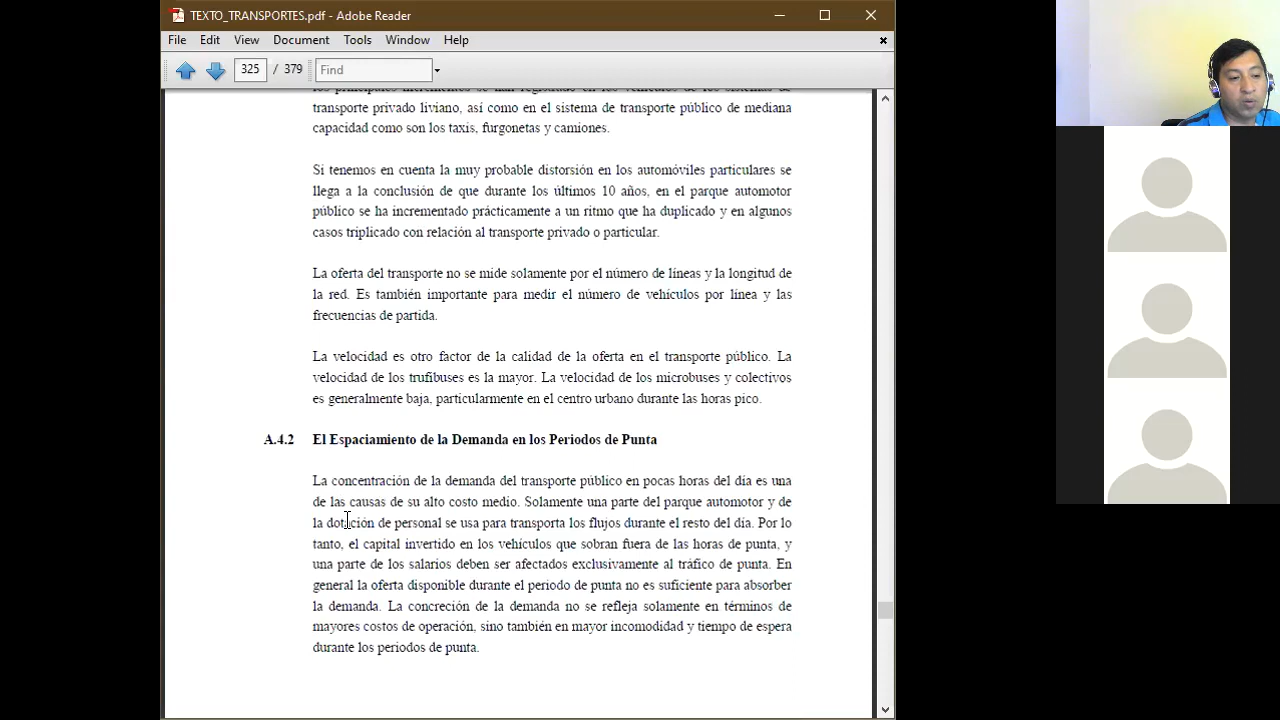 TEXTO_TRANSPORTES.pdf - Adobe Reader
File Edit View Document Tools Window Help
325 / 379 Find
los principales incrementos se han registrado en los vehículos de los sistemas de
transporte privado liviano, así como en el sistema de transporte público de mediana
capacidad como son los taxis, furgonetas y camiones.
Si tenemos en cuenta la muy probable distorsión en los automóviles particulares se
llega a la conclusión de que durante los últimos 10 años, en el parque automotor
público se ha incrementado prácticamente a un ritmo que ha duplicado y en algunos
casos triplicado con relación al transporte privado o particular.
La oferta del transporte no se mide solamente por el número de líneas y la longitud de
la red. Es también importante para medir el número de vehículos por línea y las
frecuencias de partida.
La velocidad es otro factor de la calidad de la oferta en el transporte público. La
velocidad de los trufibuses es la mayor. La velocidad de los microbuses y colectivos
es generalmente baja, particularmente en el centro urbano durante las horas pico.
A.4.2 El Espaciamiento de la Demanda en los Periodos de Punta
La concentración de la demanda del transporte público en pocas horas del día es una
de las causas de su alto costo medio. Solamente una parte del parque automotor y de
la dotación de personal se usa para transporta los flujos durante el resto del día. Por lo
tanto, el capital invertido en los vehículos que sobran fuera de las horas de punta, y
una parte de los salarios deben ser afectados exclusivamente al tráfico de punta. En
general la oferta disponible durante el periodo de punta no es suficiente para absorber
la demanda. La concreción de la demanda no se refleja solamente en términos de
mayores costos de operación, sino también en mayor incomodidad y tiempo de espera
durante los periodos de punta.